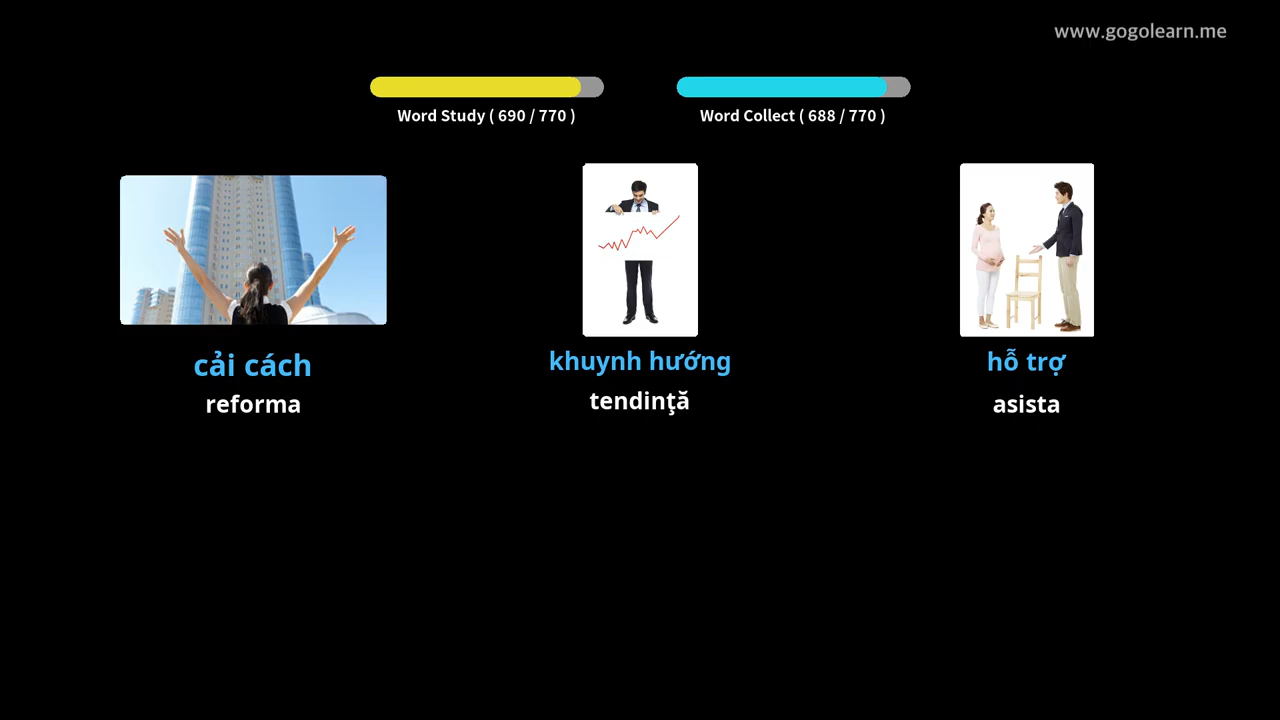 www.gogolearn.me
Word Study ( 690 / 770 )
Word Collect ( 688 / 770 )
cải cách
khuynh hướng
hỗ trợ
reforma
tendinţă
asista